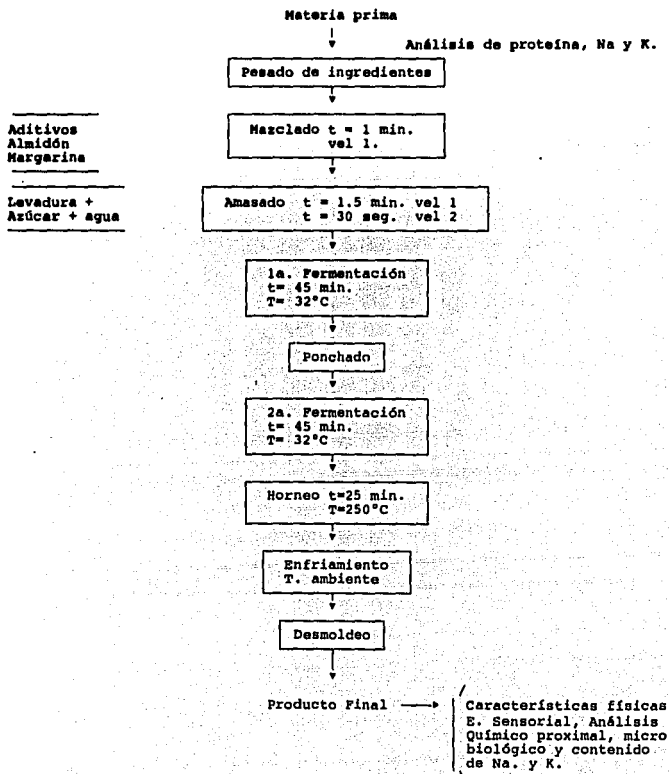 Materia prima
Análisis de proteína, Na y K.
Pesado de ingredientes
Aditivos
Almidón
Margarina
Mazclado t = 1 min.
vel 1.
Levadura +
Azúcar + agua
Amasado t = 1.5 min. vel 1
t = 30 seg. vel 2
1a. Fermentación
t= 45 min.
T= 32°C
Ponchado
2a. Fermentación
t= 45 min.
T= 32°C
Horneo t=25 min.
T=250°C
Enfriamiento
T. ambiente
Desmoldeo
Producto Final
Características físicas
E. Sensorial, Análisis
Químico proximal, micro
biológico y contenido
de Na. y K.